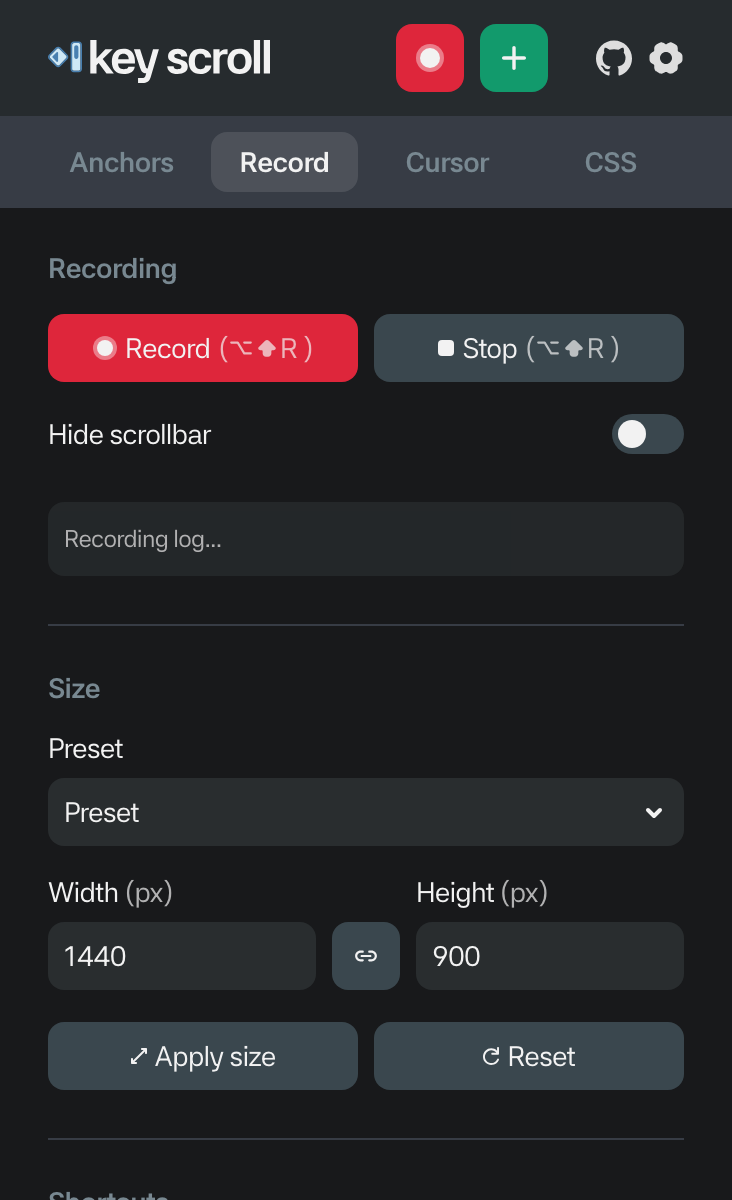 key scroll
Anchors Record Cursor CSS
Recording
Record (⌥⬆R ) Stop (⌥⬆R )
Hide scrollbar
Recording log...
Size
Preset
Preset
Width (px) Height (px)
1440 900
Apply size Reset
Shortcuts